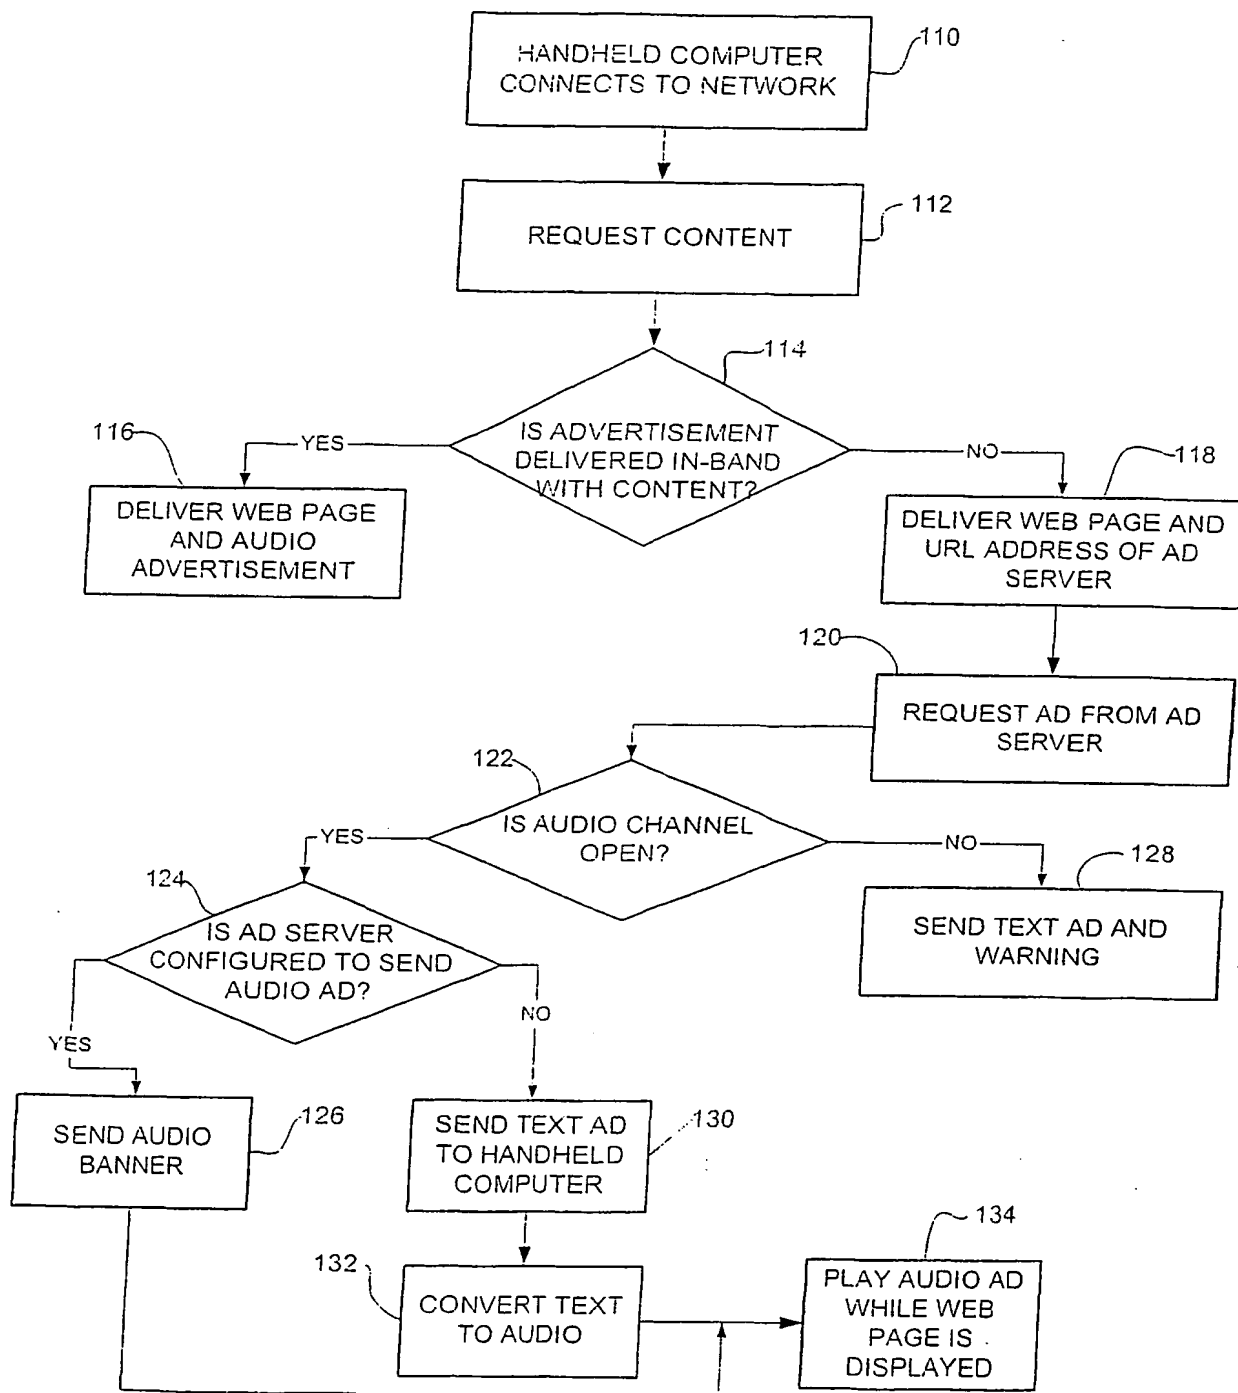 HANDHELD COMPUTER
CONNECTS TO NETWORK
110
REQUEST CONTENT
112
114
IS ADVERTISEMENT
DELIVERED IN-BAND
WITH CONTENT?
YES
NO
116
DELIVER WEB PAGE
AND AUDIO
ADVERTISEMENT
118
DELIVER WEB PAGE AND
URL ADDRESS OF AD
SERVER
120
REQUEST AD FROM AD
SERVER
122
IS AUDIO CHANNEL
OPEN?
YES
NO
124
IS AD SERVER
CONFIGURED TO SEND
AUDIO AD?
128
SEND TEXT AD AND
WARNING
YES
NO
SEND AUDIO
BANNER
126
SEND TEXT AD
TO HANDHELD
COMPUTER
130
132
CONVERT TEXT
TO AUDIO
134
PLAY AUDIO AD
WHILE WEB
PAGE IS
DISPLAYED